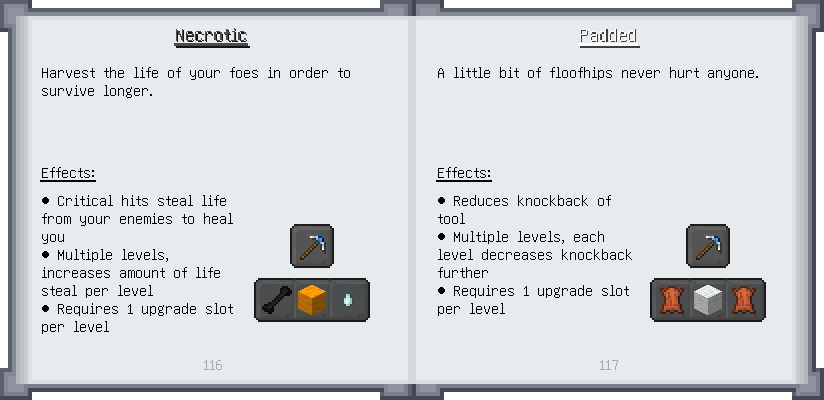 Necrotic
Harvest the life of your foes in order to
survive longer.
Effects:
● Critical hits steal life
from your enemies to heal
you
● Multiple levels,
increases amount of life
steal per level
● Requires 1 upgrade slot
per level
116
Padded
A little bit of floofhips never hurt anyone.
Effects:
● Reduces knockback of
tool
● Multiple levels, each
level decreases knockback
further
● Requires 1 upgrade slot
per level
117